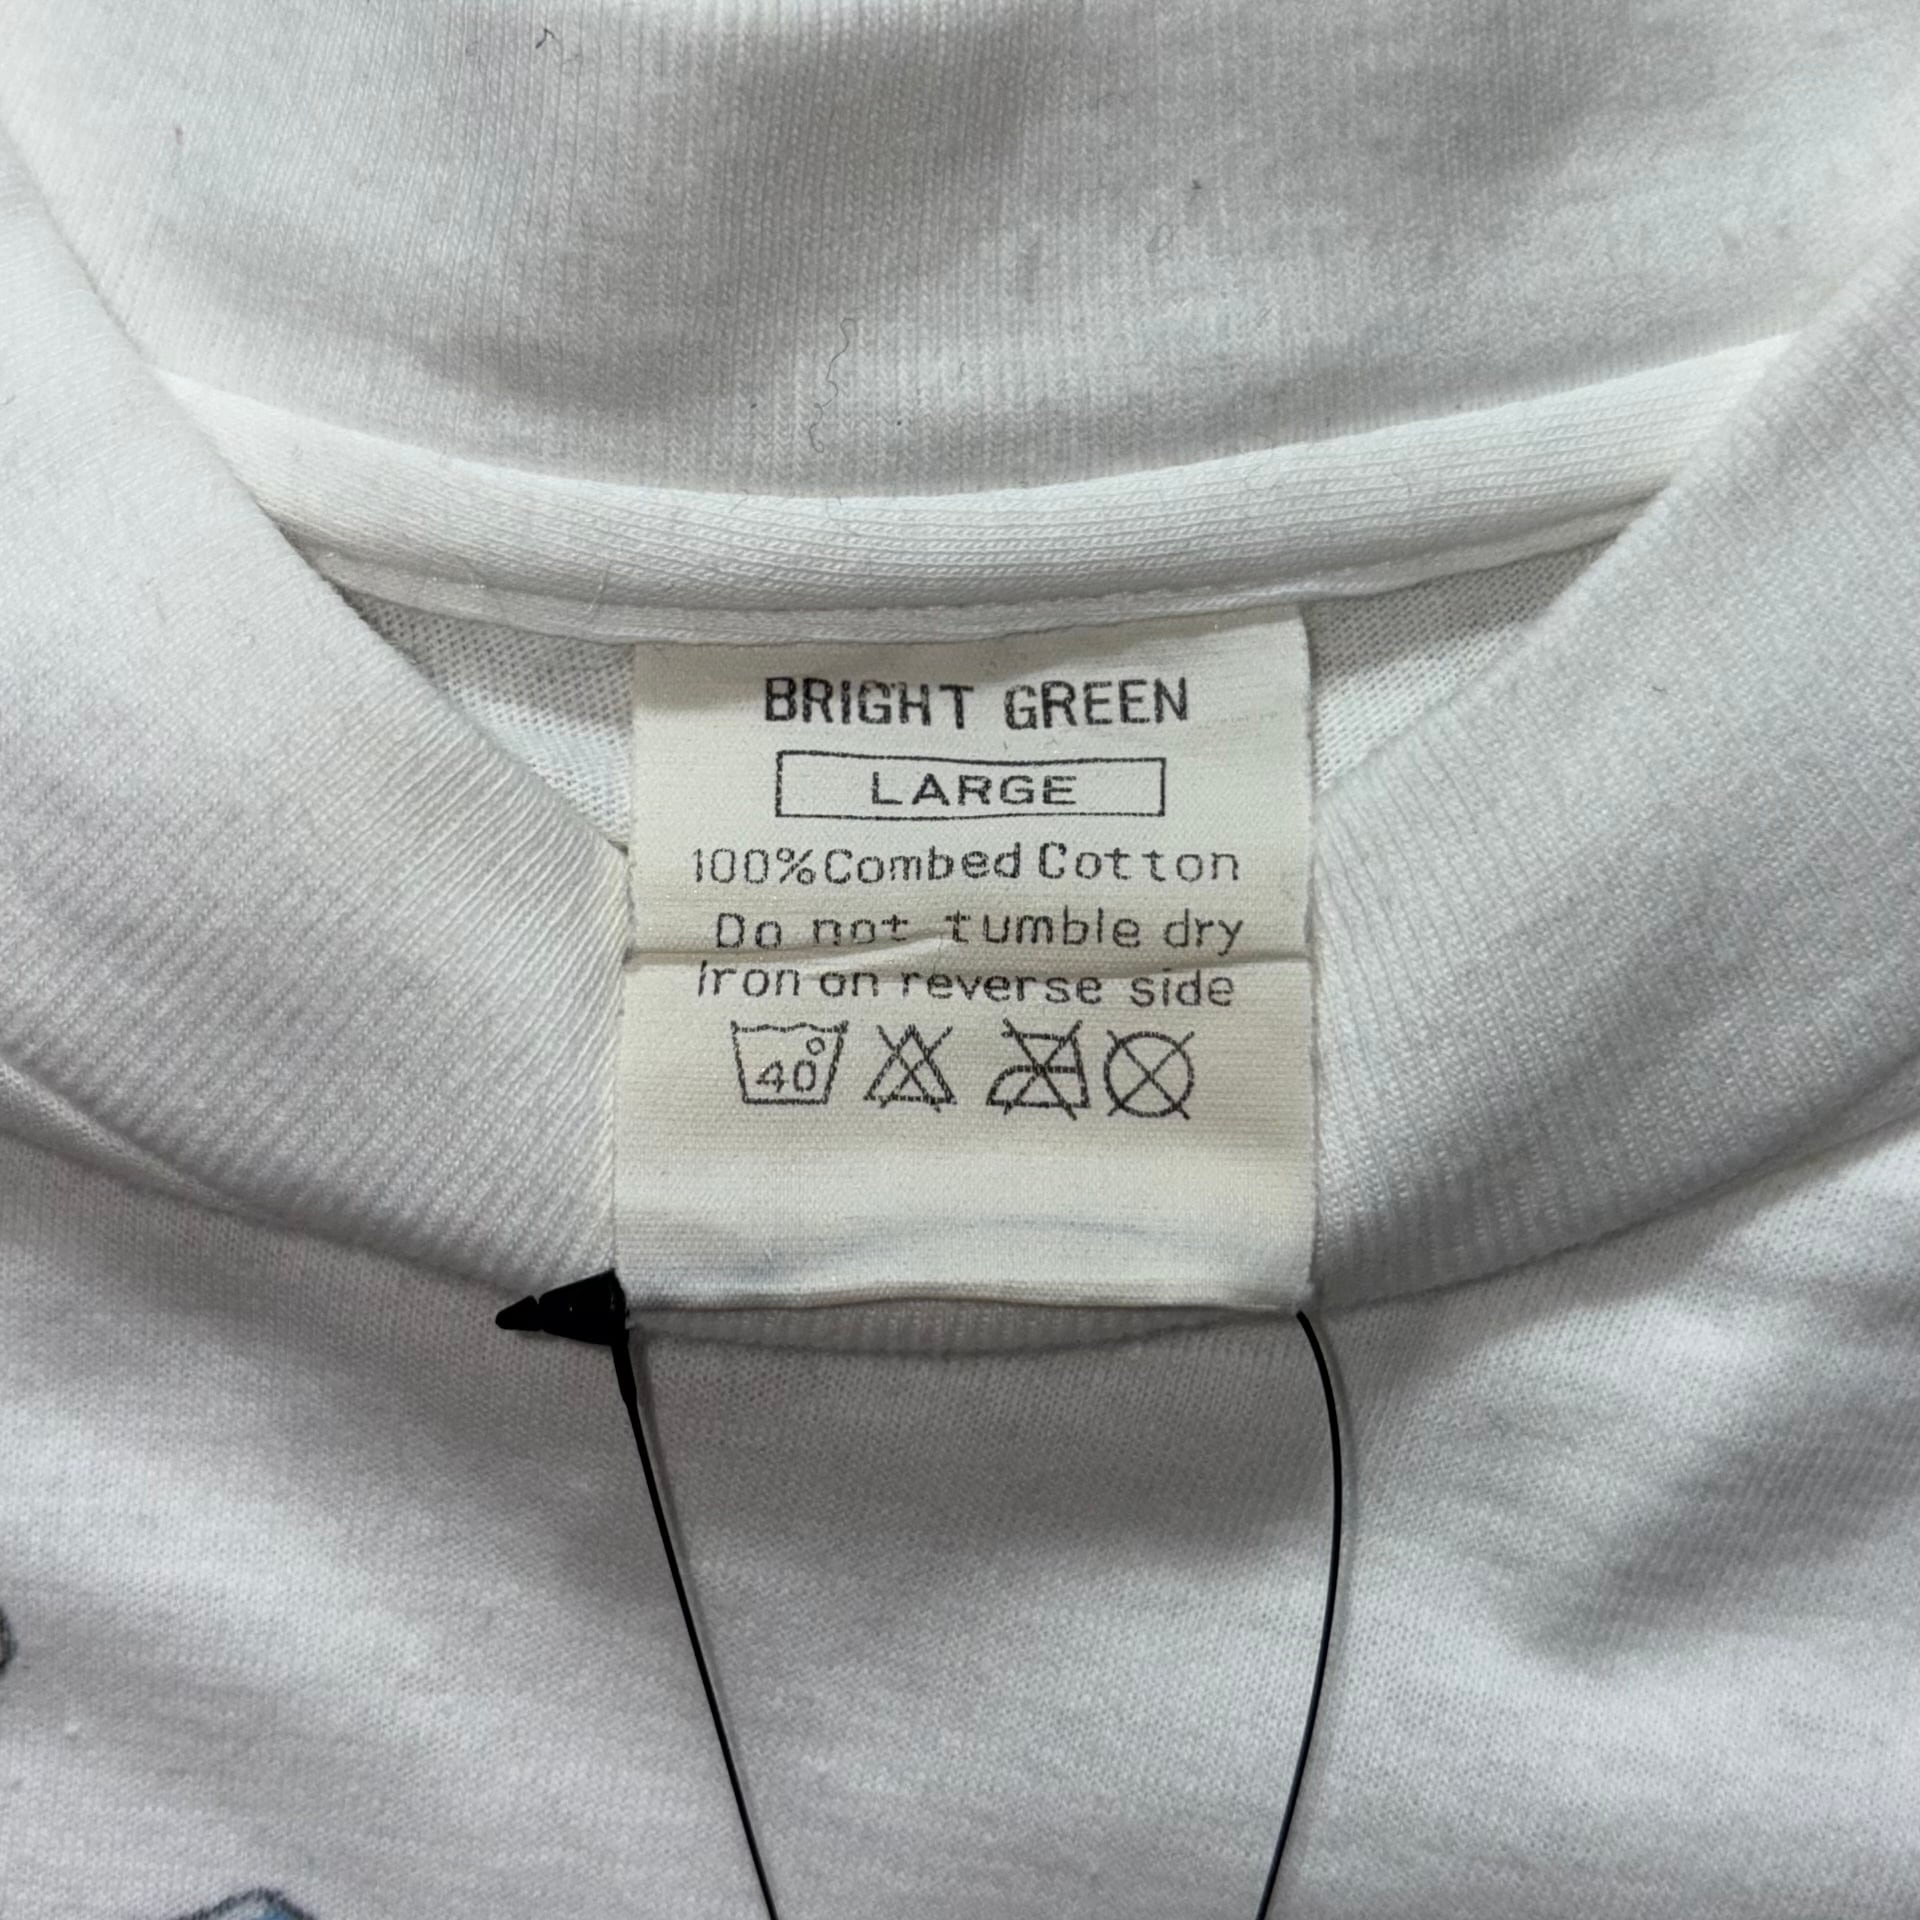 BRIGHT GREEN
LARGE
100% Combed Cotton
Do not tumble dry
Iron on reverse side
40°